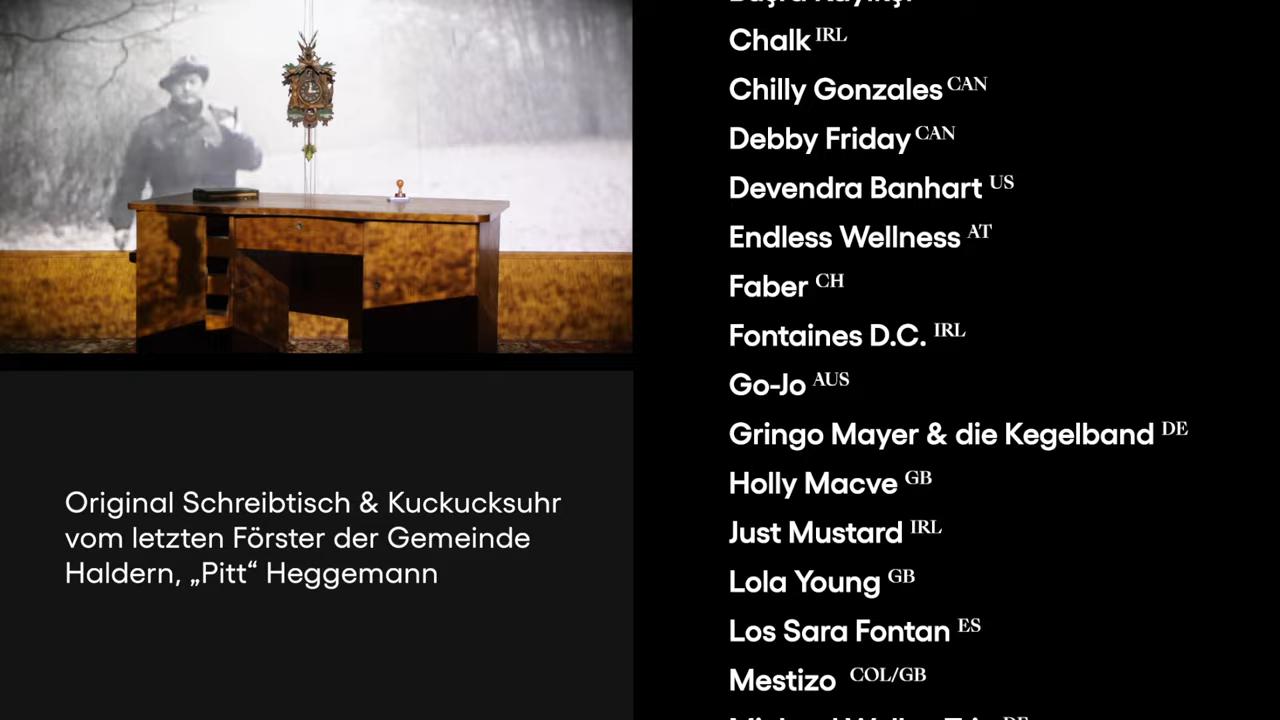 Original Schreibtisch & Kuckucksuhr
vom letzten Förster der Gemeinde
Haldern, „Pitt“ Heggemann
Chalk IRL
Chilly Gonzales CAN
Debby Friday CAN
Devendra Banhart US
Endless Wellness AT
Faber CH
Fontaines D.C. IRL
Go-Jo AUS
Gringo Mayer & die Kegelband DE
Holly Macve GB
Just Mustard IRL
Lola Young GB
Los Sara Fontan ES
Mestizo COL/GB